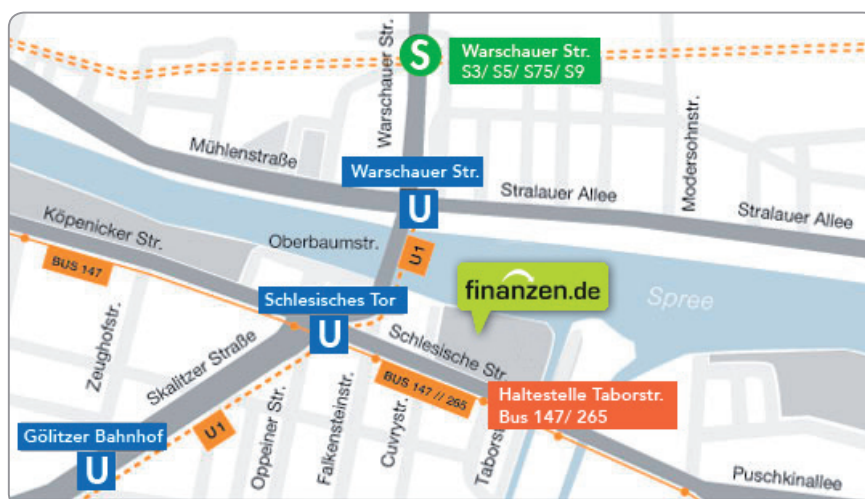 Warschauer Str.
S
Warschauer Str.
S3/ S5/ S75/ S9
Mühlenstraße
Modersohnstr.
Warschauer Str.
U
Stralauer Allee
Stralauer Allee
Köpenicker Str.
Oberbaumstr.
U1
BUS 147
finanzen.de
Spree
Schlesisches Tor
U
Zeughofstr.
Skalitzer Straße
Schlesische Str.
BUS 147 // 265
Haltestelle Taborstr.
Bus 147/ 265
U1
Oppeiner Str.
Falkensteinstr.
Cuvrystr.
Taborstr.
Gölitzer Bahnhof
U
Puschkinallee